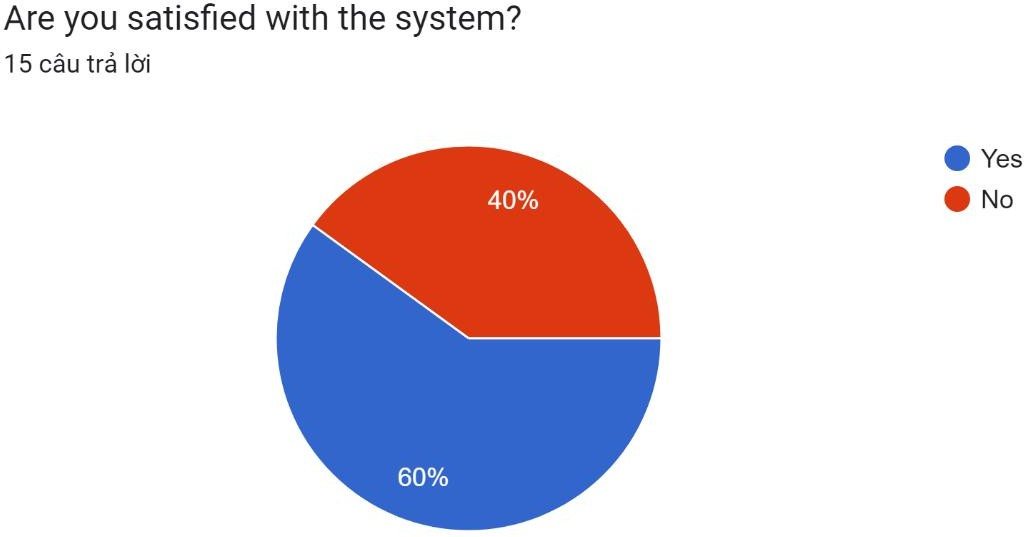 Are you satisfied with the system?
15 câu trả lời
Yes
No
40%
60%